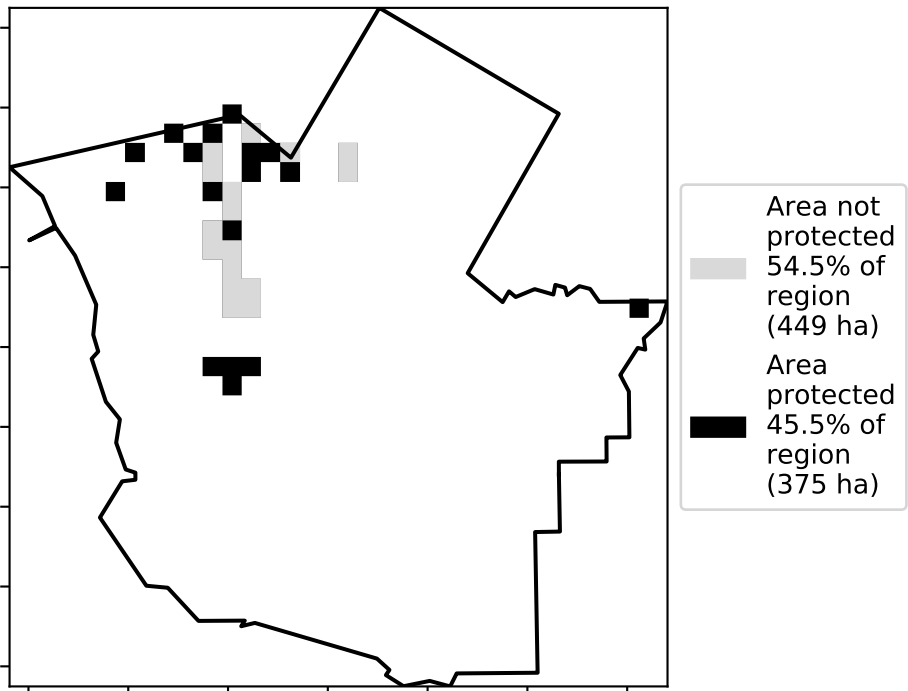 Area not
protected
54.5% of
region
(449 ha)
Area
protected
45.5% of
region
(375 ha)